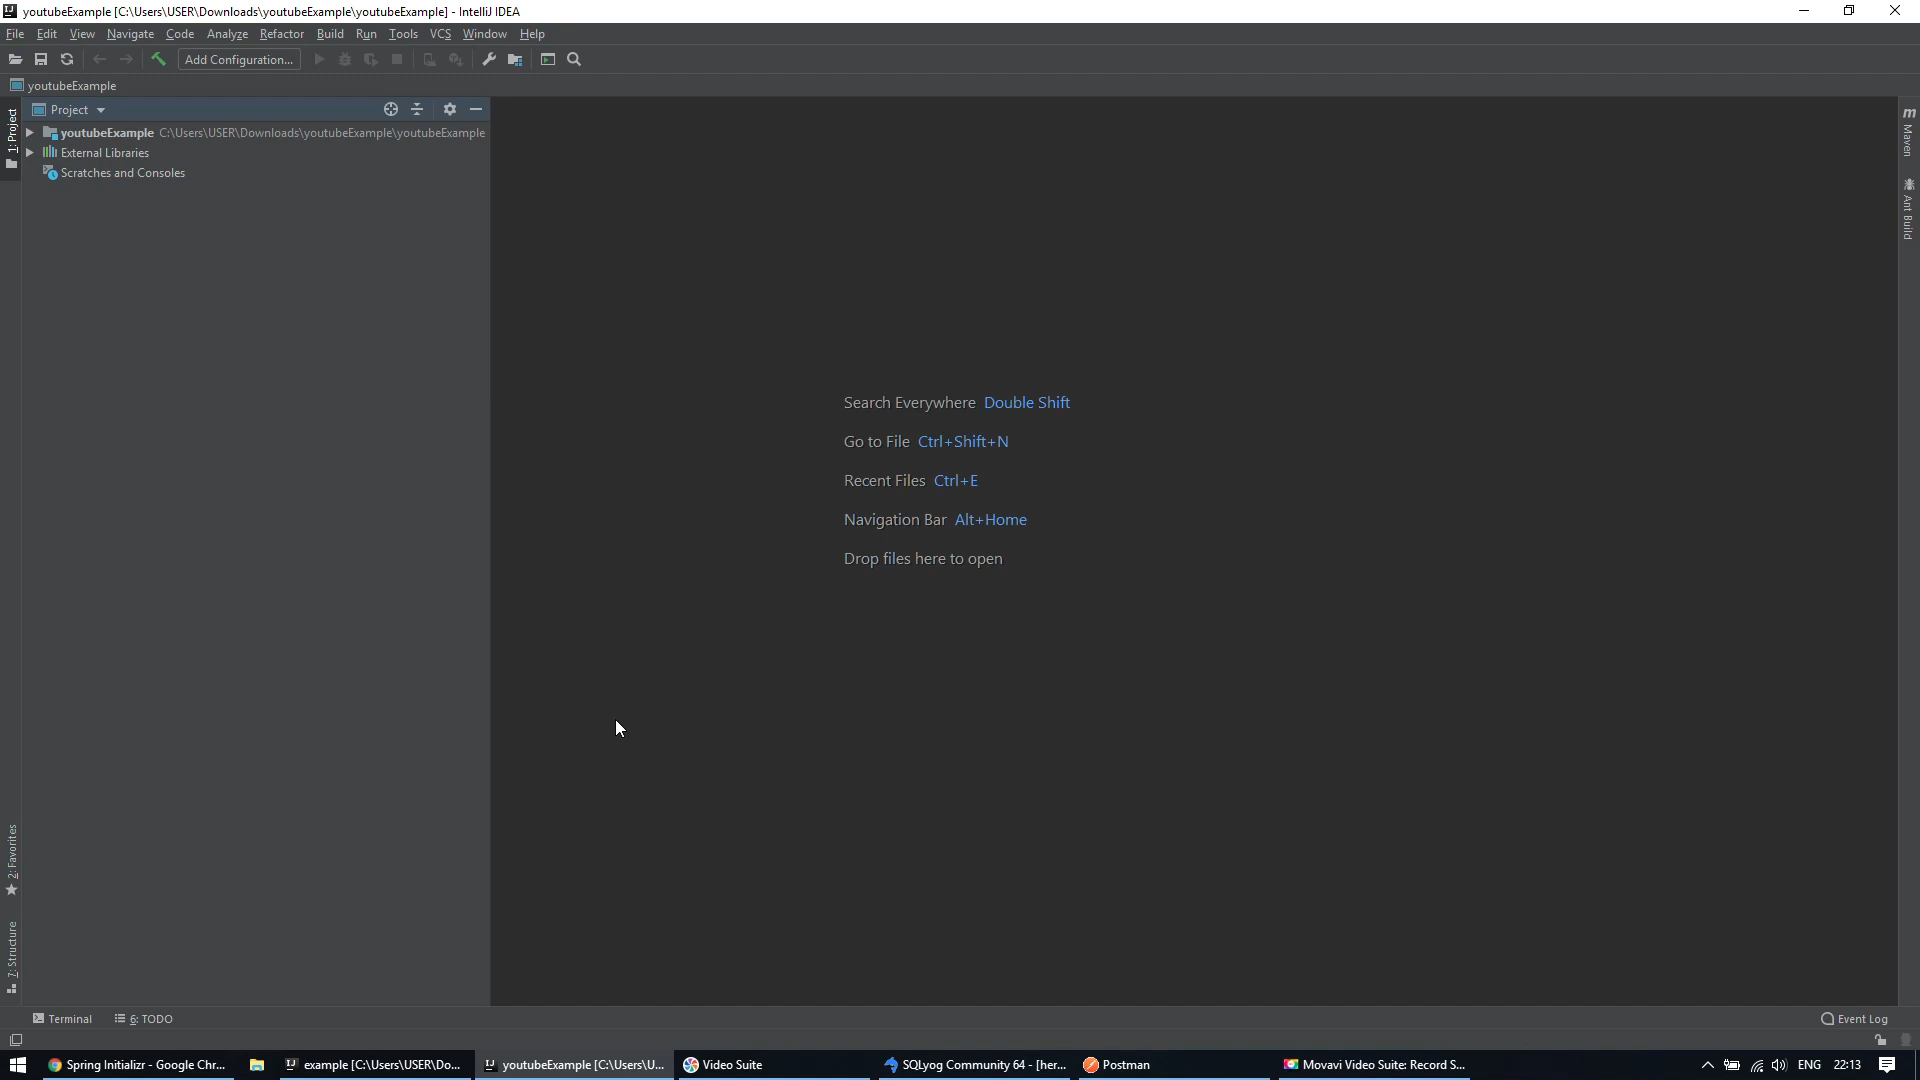 youtubeExample [C:\Users\USER\Downloads\youtubeExample\youtubeExample] - IntelliJ IDEA
File Edit View Navigate Code Analyze Refactor Build Run Tools VCS Window Help
Add Configuration...
youtubeExample
Project
youtubeExample C:\Users\USER\Downloads\youtubeExample\youtubeExample
External Libraries
Scratches and Consoles
1: Project
2: Favorites
7: Structure
Search Everywhere Double Shift
Go to File Ctrl+Shift+N
Recent Files Ctrl+E
Navigation Bar Alt+Home
Drop files here to open
m Maven
Ant Build
Terminal 6: TODO Event Log
Spring Initializr - Google Chr... example [C:\Users\USER\Do... youtubeExample [C:\Users\U... Video Suite SQLyog Community 64 - [her... Postman Movavi Video Suite: Record S... ENG 22:13